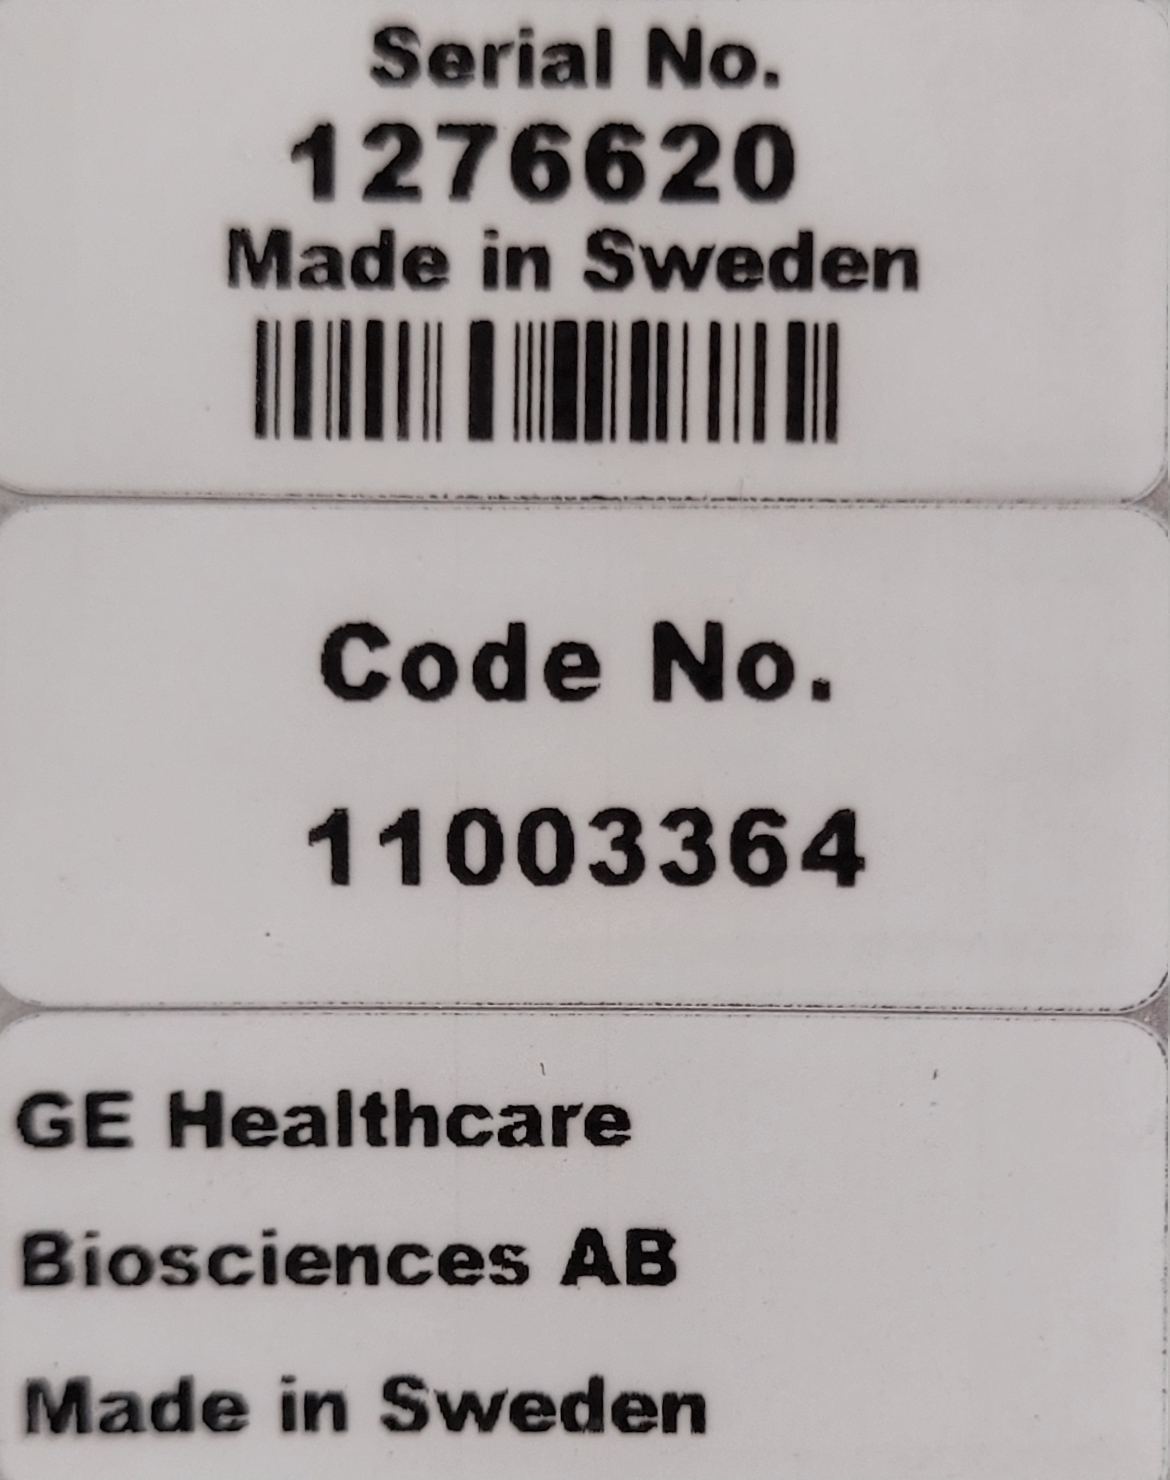 Serial No.
1276620
Made in Sweden
Code No.
11003364
GE Healthcare
Biosciences AB
Made in Sweden